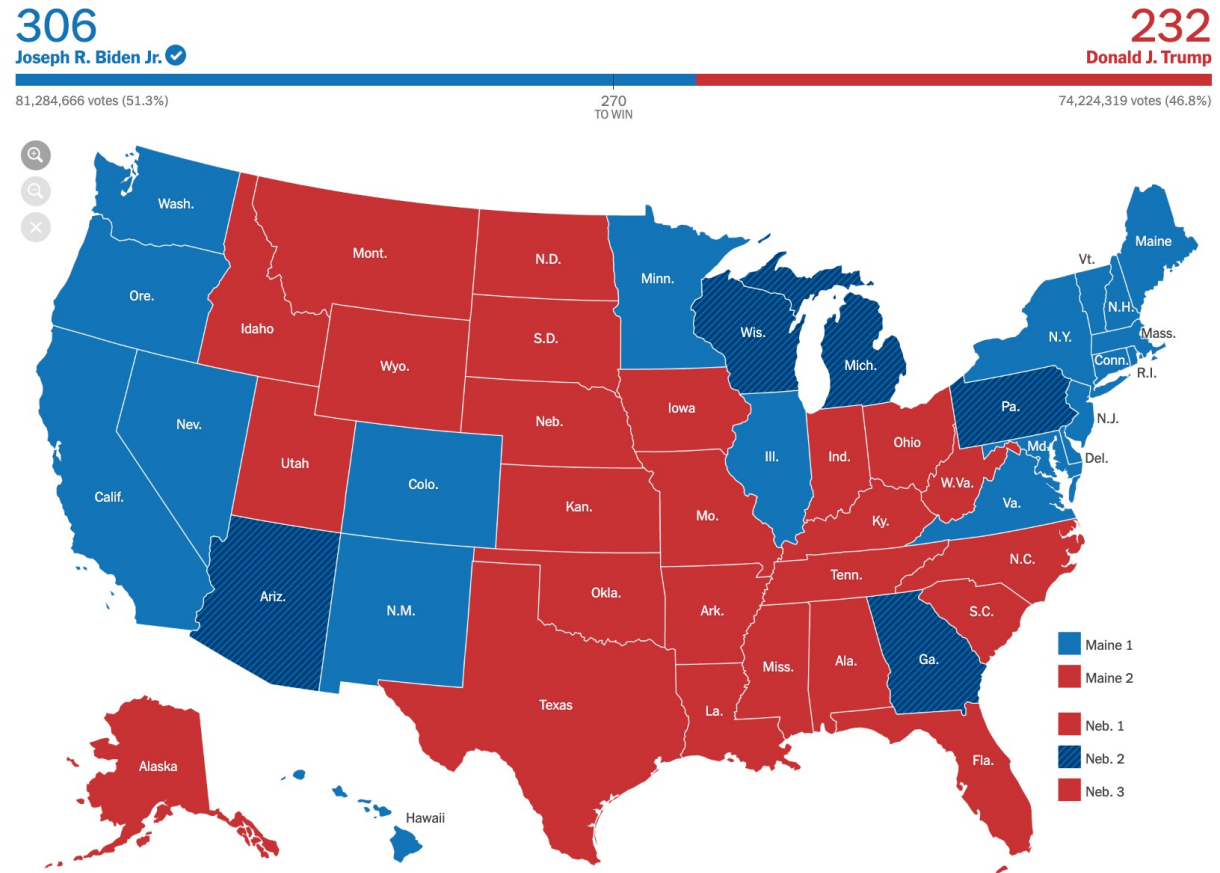 306
232
Joseph R. Biden Jr.
Donald J. Trump
81,284,666 votes (51.3%)
270
TO WIN
74,224,319 votes (46.8%)
Wash.
Mont.
N.D.
Minn.
Maine
Vt.
Ore.
Idaho
S.D.
Wis.
Mich.
N.Y.
N.H.
Mass.
Conn.
R.I.
Wyo.
Nev.
Neb.
Iowa
Pa.
N.J.
Utah
Colo.
Ill.
Ind.
Ohio
Md.
Del.
Calif.
Kan.
Mo.
W.Va.
Va.
Ky.
Ariz.
N.M.
Okla.
Ark.
Tenn.
N.C.
S.C.
Texas
La.
Miss.
Ala.
Ga.
Fla.
Alaska
Hawaii
Maine 1
Maine 2
Neb. 1
Neb. 2
Neb. 3